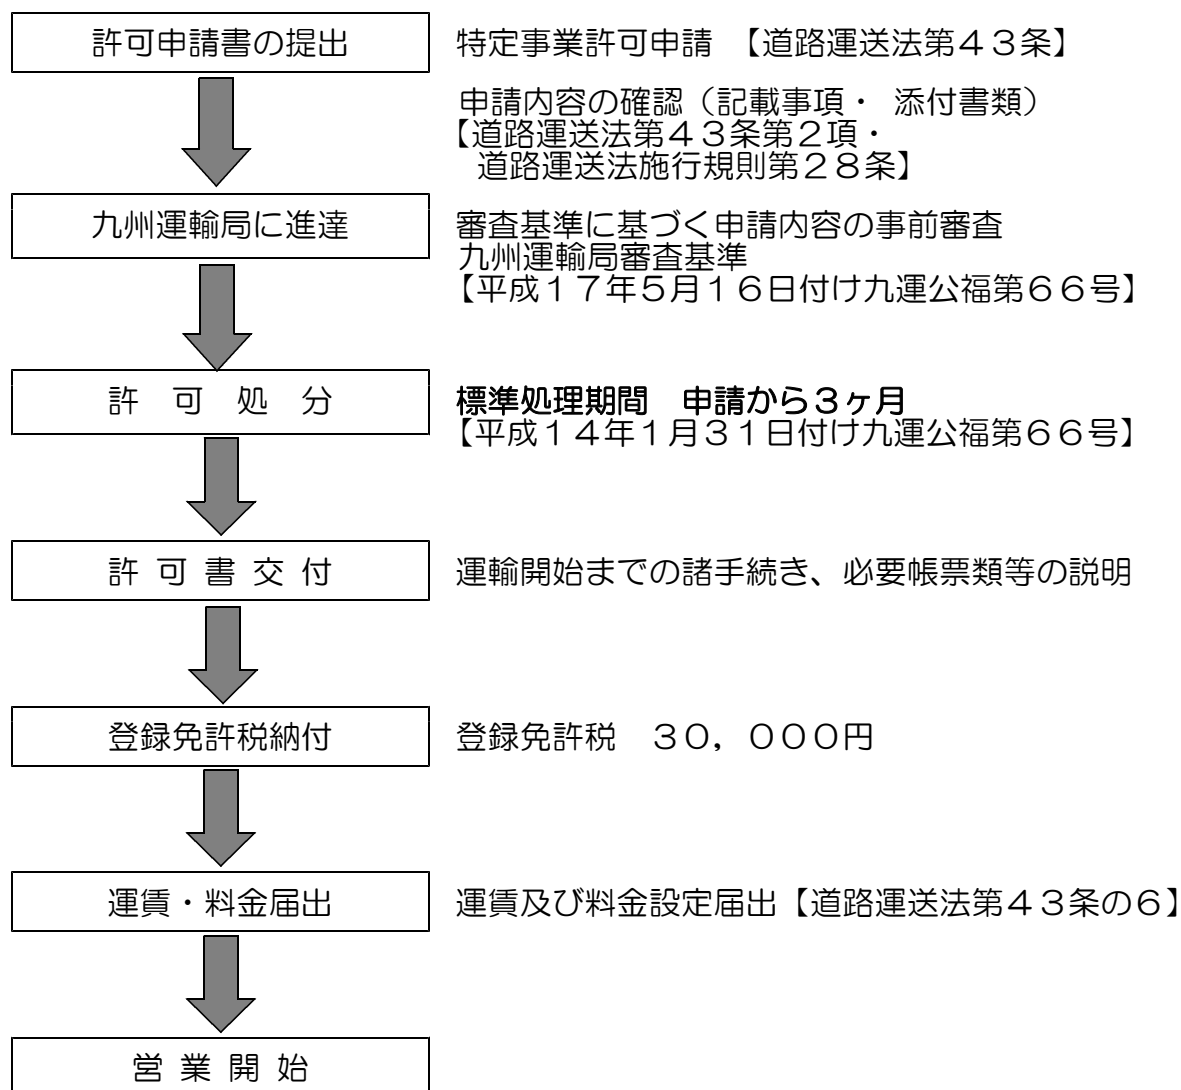 許可申請書の提出　特定事業許可申請　【道路運送法第４３条】
申請内容の確認（記載事項・　添付書類）
【道路運送法第４３条第２項・
道路運送法施行規則第２８条】
九州運輸局に進達　審査基準に基づく申請内容の事前審査
九州運輸局審査基準
【平成１７年５月１６日付け九運公福第６６号】
許　可　処　分　標準処理期間　申請から３ヶ月
【平成１４年１月３１日付け九運公福第６６号】
許 可 書 交 付　運輸開始までの諸手続き、必要帳票類等の説明
登録免許税納付　登録免許税　３０，０００円
運賃・料金届出　運賃及び料金設定届出【道路運送法第４３条の６】
営 業 開 始